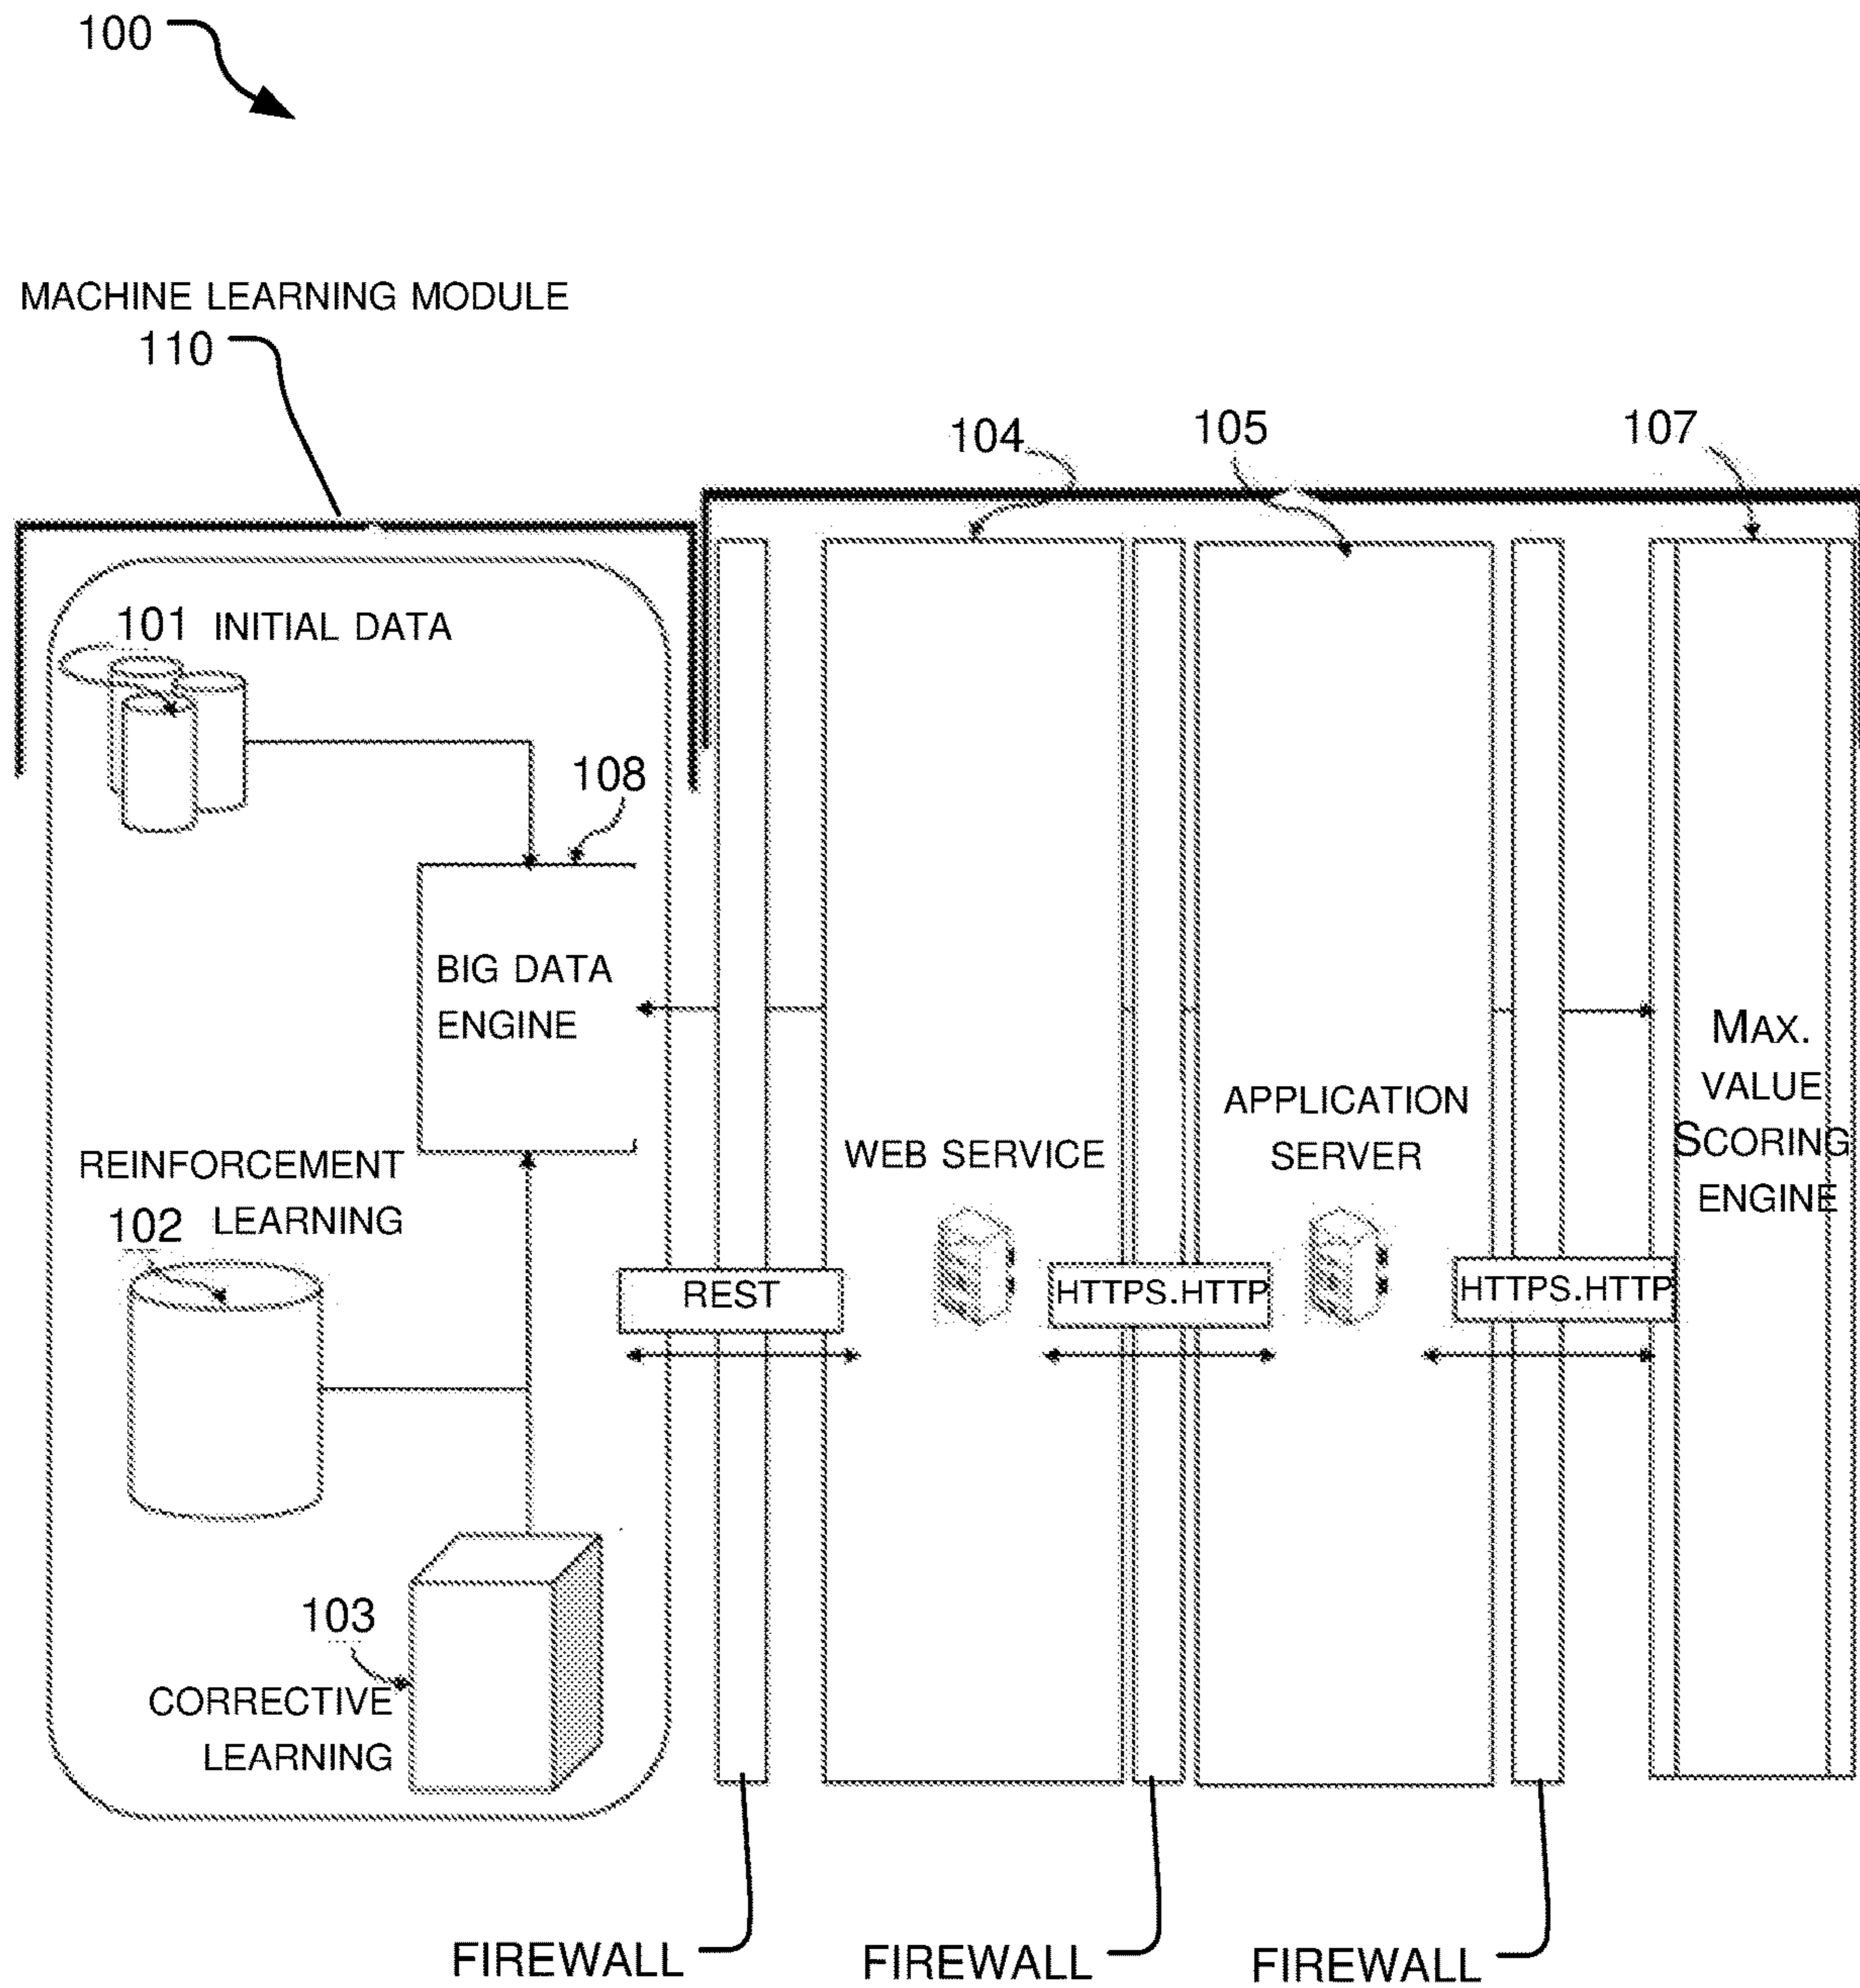 100
MACHINE LEARNING MODULE
110
104
105
107
101 INITIAL DATA
108
BIG DATA
ENGINE
REINFORCEMENT
LEARNING
102
103
CORRECTIVE
LEARNING
REST
WEB SERVICE
HTTPS.HTTP
APPLICATION
SERVER
HTTPS.HTTP
MAX.
VALUE
SCORING
ENGINE
FIREWALL
FIREWALL
FIREWALL